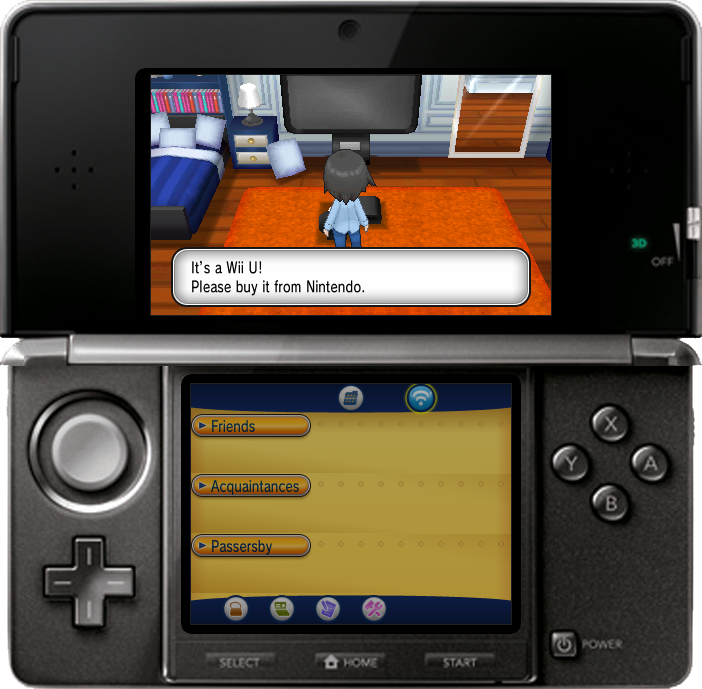 3D
OFF
It's a Wii U!
Please buy it from Nintendo.
Friends
Acquaintances
Passersby
X
Y
A
B
SELECT
HOME
START
POWER